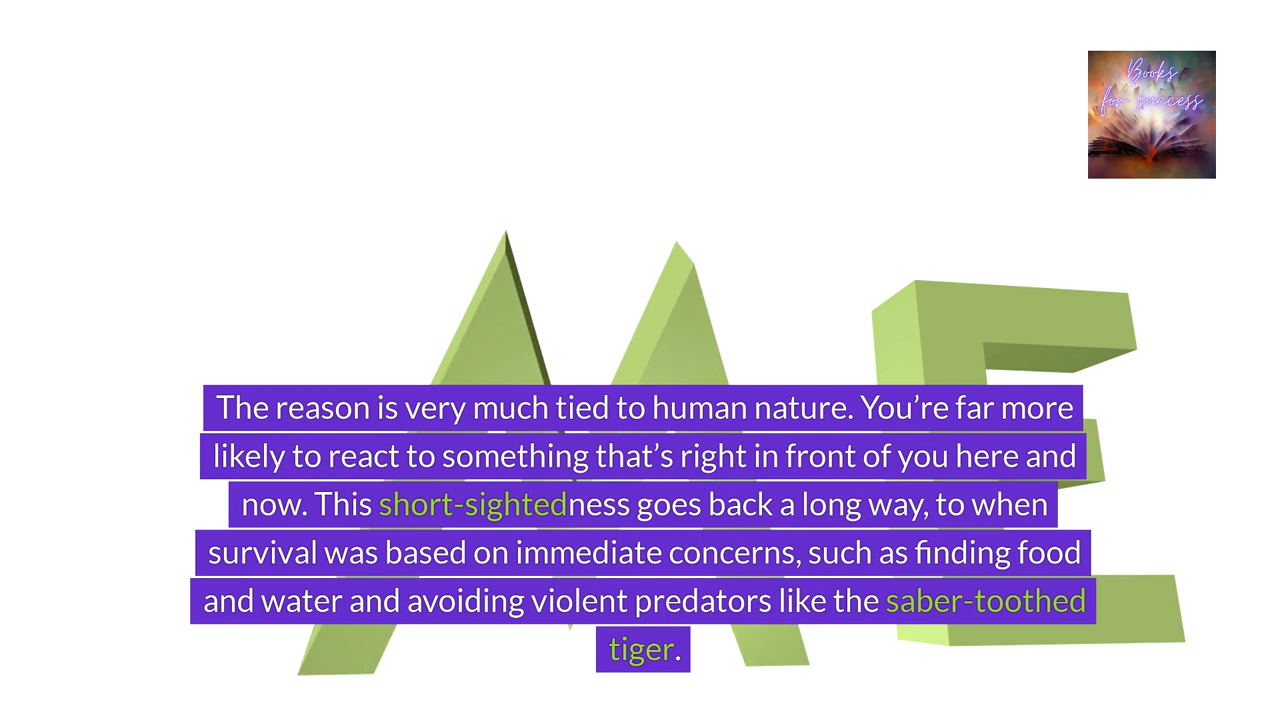 Books
for success
ME
The reason is very much tied to human nature. You’re far more
likely to react to something that’s right in front of you here and
now. This short-sightedness goes back a long way, to when
survival was based on immediate concerns, such as finding food
and water and avoiding violent predators like the saber-toothed
tiger.